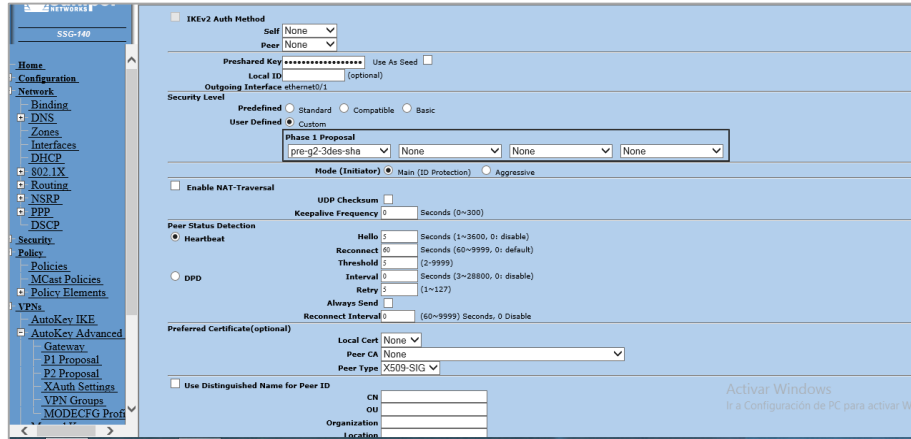 NETWORKS
SSG-140
Home
Configuration
Network
Binding
DNS
Zones
Interfaces
DHCP
802.1X
Routing
NSRP
PPP
DSCP
Security
Policy
Policies
MCast Policies
Policy Elements
VPNs
AutoKey IKE
AutoKey Advanced
Gateway
P1 Proposal
P2 Proposal
XAuth Settings
VPN Groups
MODECFG Profi
IKEv2 Auth Method
Self None
Peer None
Preshared Key •••••••••••••••••• Use As Seed
Local ID (optional)
Outgoing Interface ethernet0/1
Security Level
Predefined Standard Compatible Basic
User Defined Custom
Phase 1 Proposal
pre-g2-3des-sha None None None
Mode (Initiator) Main (ID Protection) Aggressive
Enable NAT-Traversal
UDP Checksum
Keepalive Frequency 0 Seconds (0~300)
Peer Status Detection
Heartbeat Hello 5 Seconds (1~3600, 0: disable)
Reconnect 60 Seconds (60~9999, 0: default)
Threshold 5 (2-9999)
DPD Interval 0 Seconds (3~28800, 0: disable)
Retry 5 (1~127)
Always Send
Reconnect Interval 0 (60~9999) Seconds, 0 Disable
Preferred Certificate(optional)
Local Cert None
Peer CA None
Peer Type X509-SIG
Use Distinguished Name for Peer ID
CN
OU
Organization
Location
Activar Windows
Ir a Configuración de PC para activar W